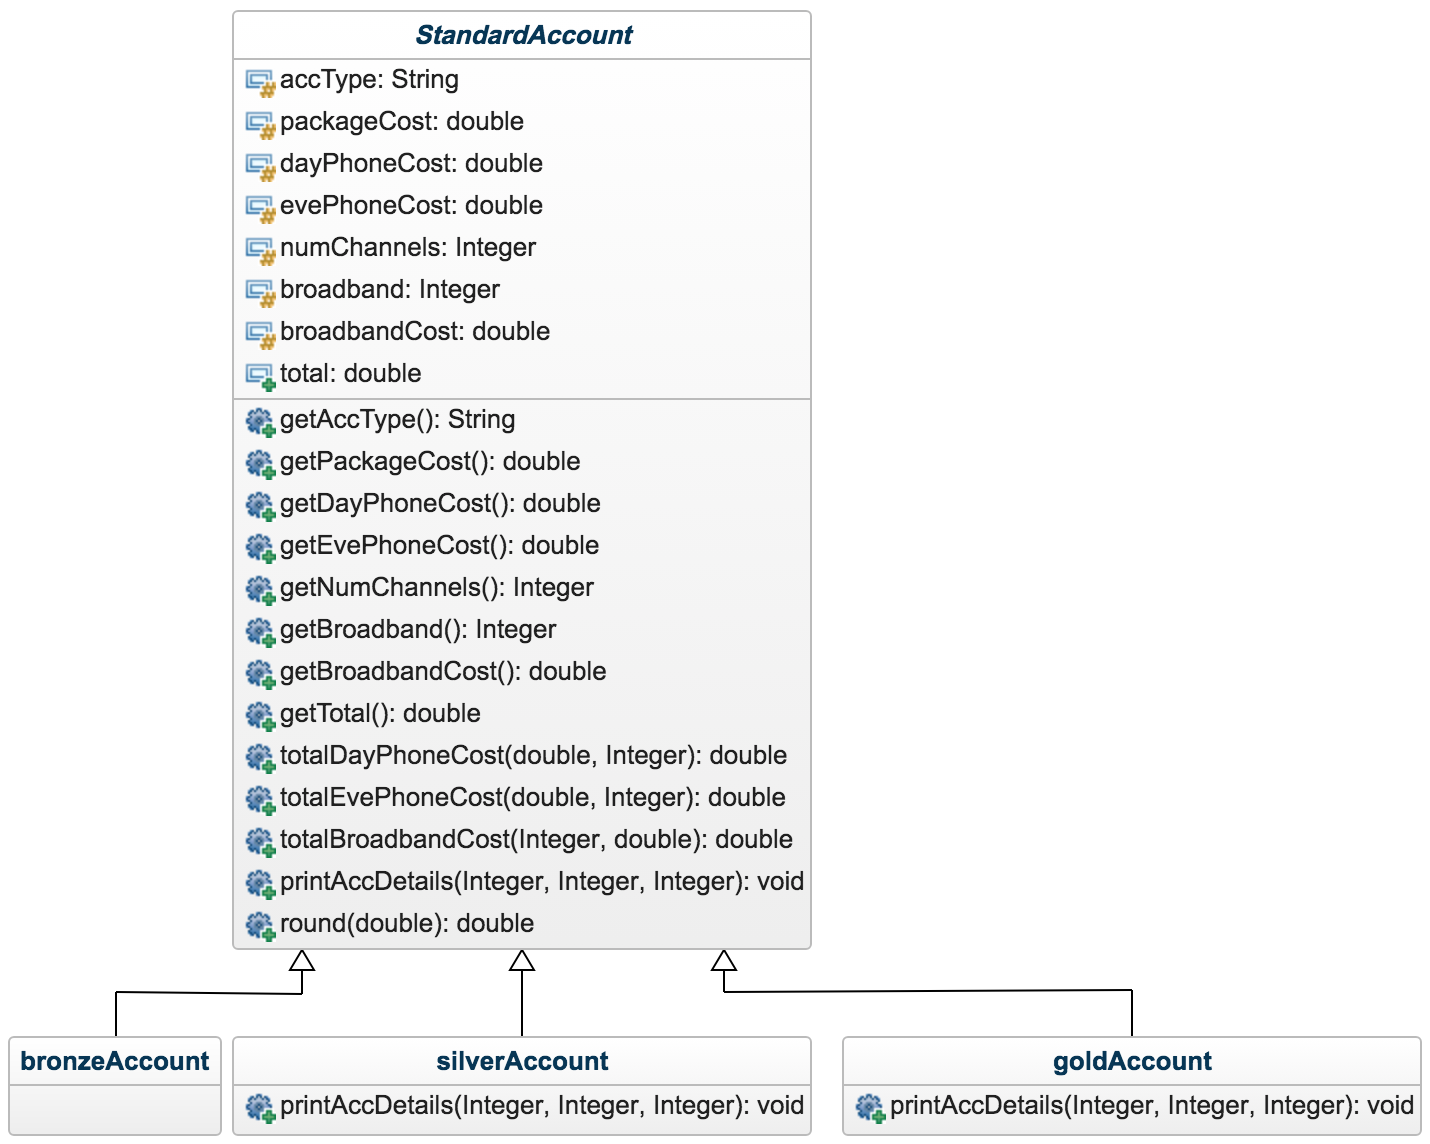 StandardAccount
accType: String
packageCost: double
dayPhoneCost: double
evePhoneCost: double
numChannels: Integer
broadband: Integer
broadbandCost: double
total: double
getAccType(): String
getPackageCost(): double
getDayPhoneCost(): double
getEvePhoneCost(): double
getNumChannels(): Integer
getBroadband(): Integer
getBroadbandCost(): double
getTotal(): double
totalDayPhoneCost(double, Integer): double
totalEvePhoneCost(double, Integer): double
totalBroadbandCost(Integer, double): double
printAccDetails(Integer, Integer, Integer): void
round(double): double
bronzeAccount
silverAccount
printAccDetails(Integer, Integer, Integer): void
goldAccount
printAccDetails(Integer, Integer, Integer): void